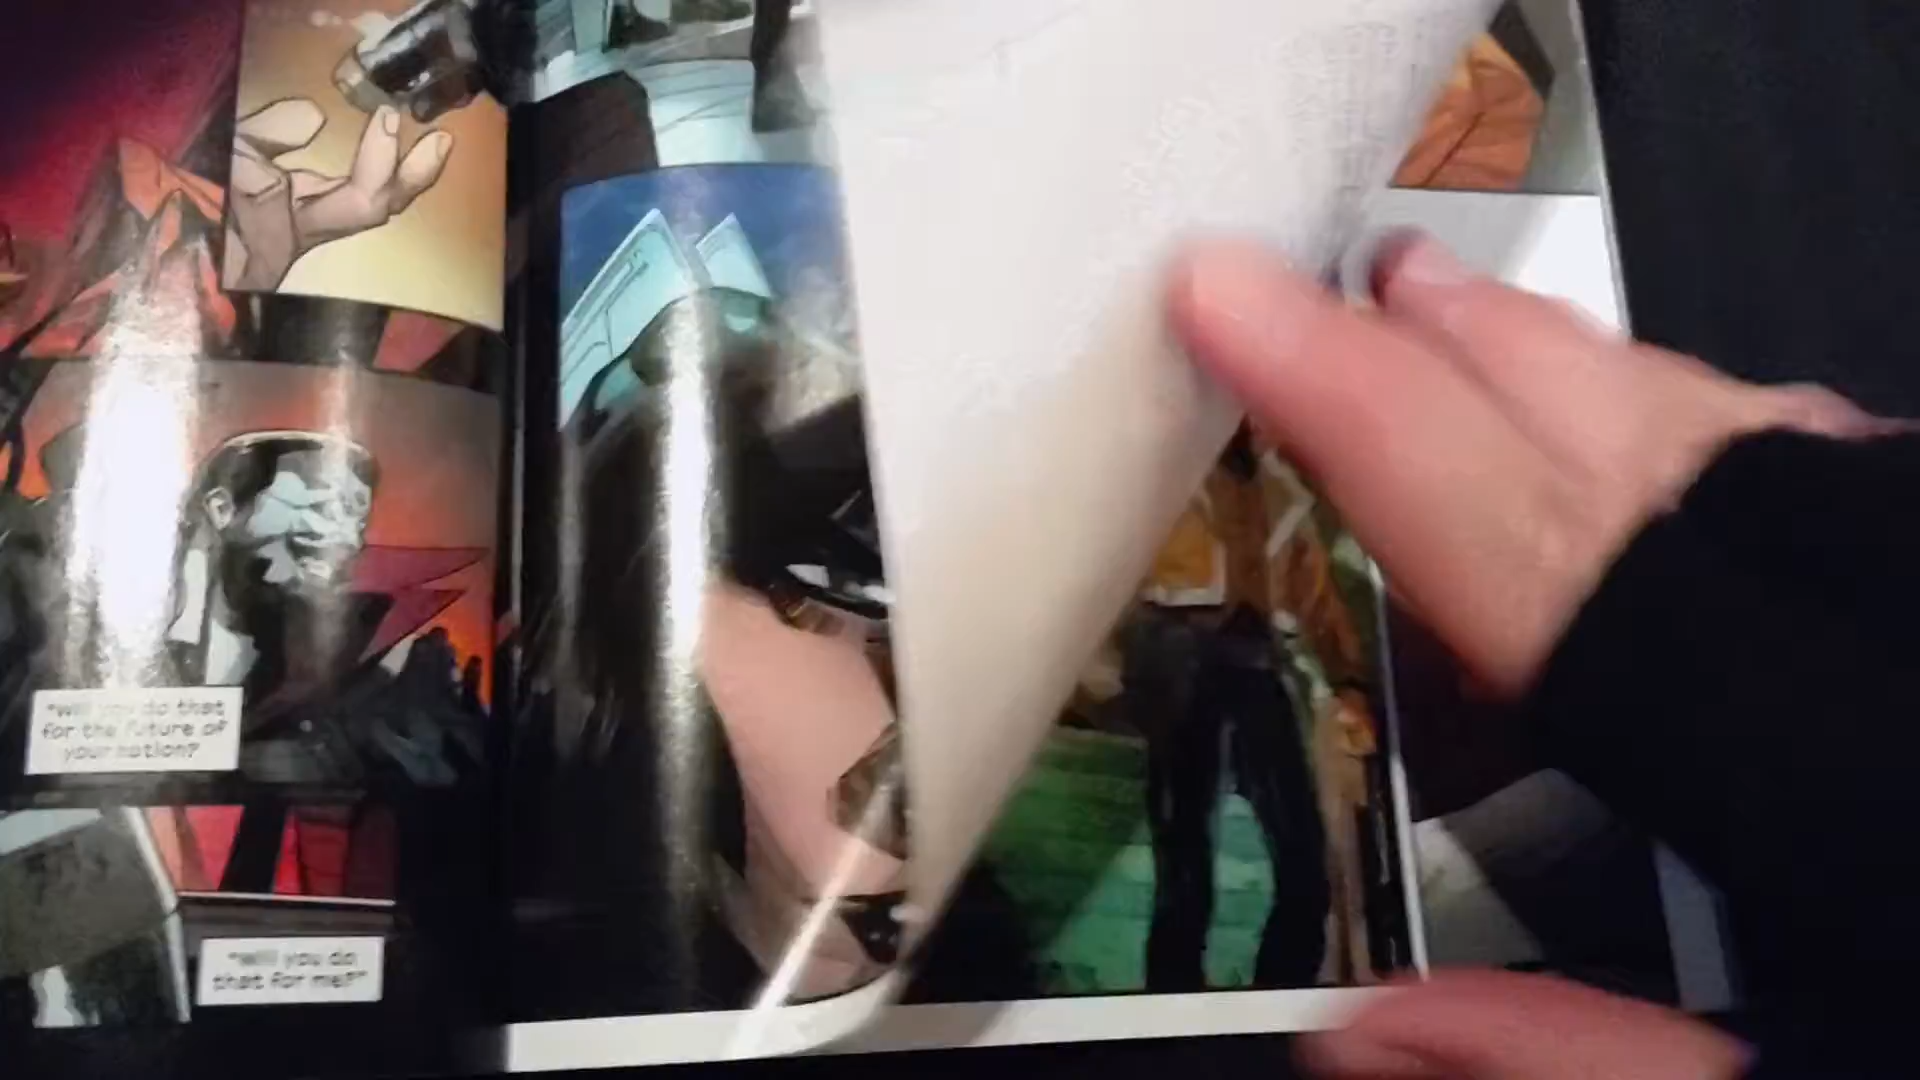 "Will you do that
for the future of
your nation?
"Will you do
that for me?"